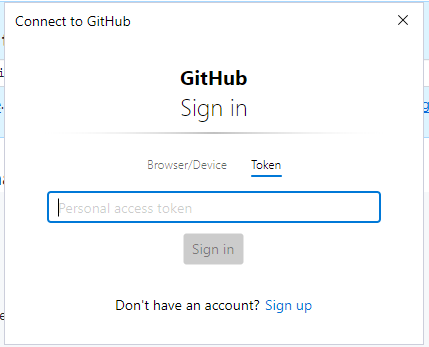 Connect to GitHub
GitHub
Sign in
Browser/Device Token
Personal access token
Sign in
Don't have an account? Sign up